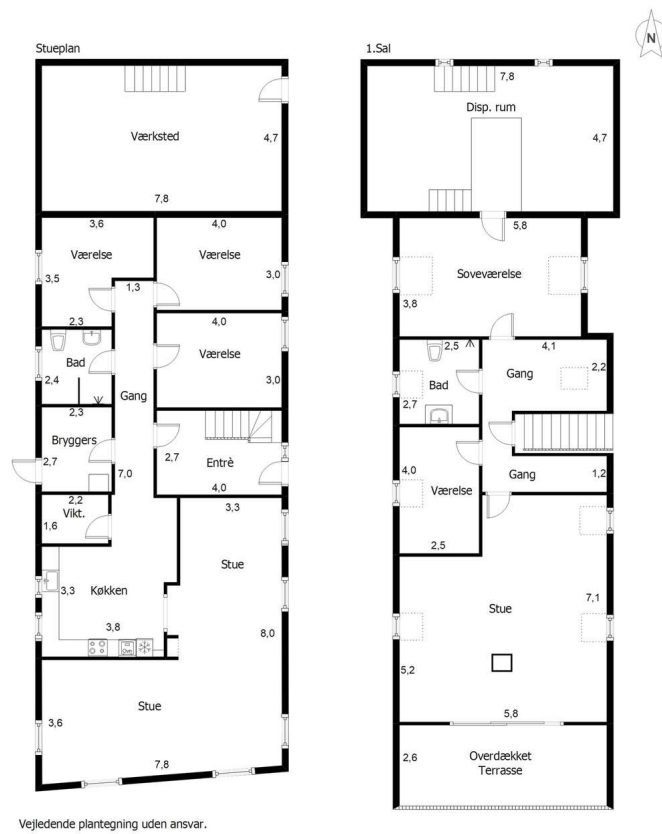 N
Stueplan
1.Sal
Værksted
4,7
7,8
3,6
Værelse
3,5
2,3
4,0
Værelse
3,0
1,3
4,0
Værelse
3,0
Bad
2,4
Gang
7,0
2,3
Bryggers
2,7
2,7
Entrè
4,0
2,2
Vikt.
1,6
3,3
Stue
8,0
3,3
Køkken
3,8
Ovn
3,6
Stue
7,8
7,8
Disp. rum
4,7
5,8
Soveværelse
3,8
2,5
Bad
2,7
4,1
Gang
2,2
Gang
1,2
4,0
Værelse
2,5
Stue
7,1
5,2
5,8
2,6
Overdækket
Terrasse
Vejledende plantegning uden ansvar.